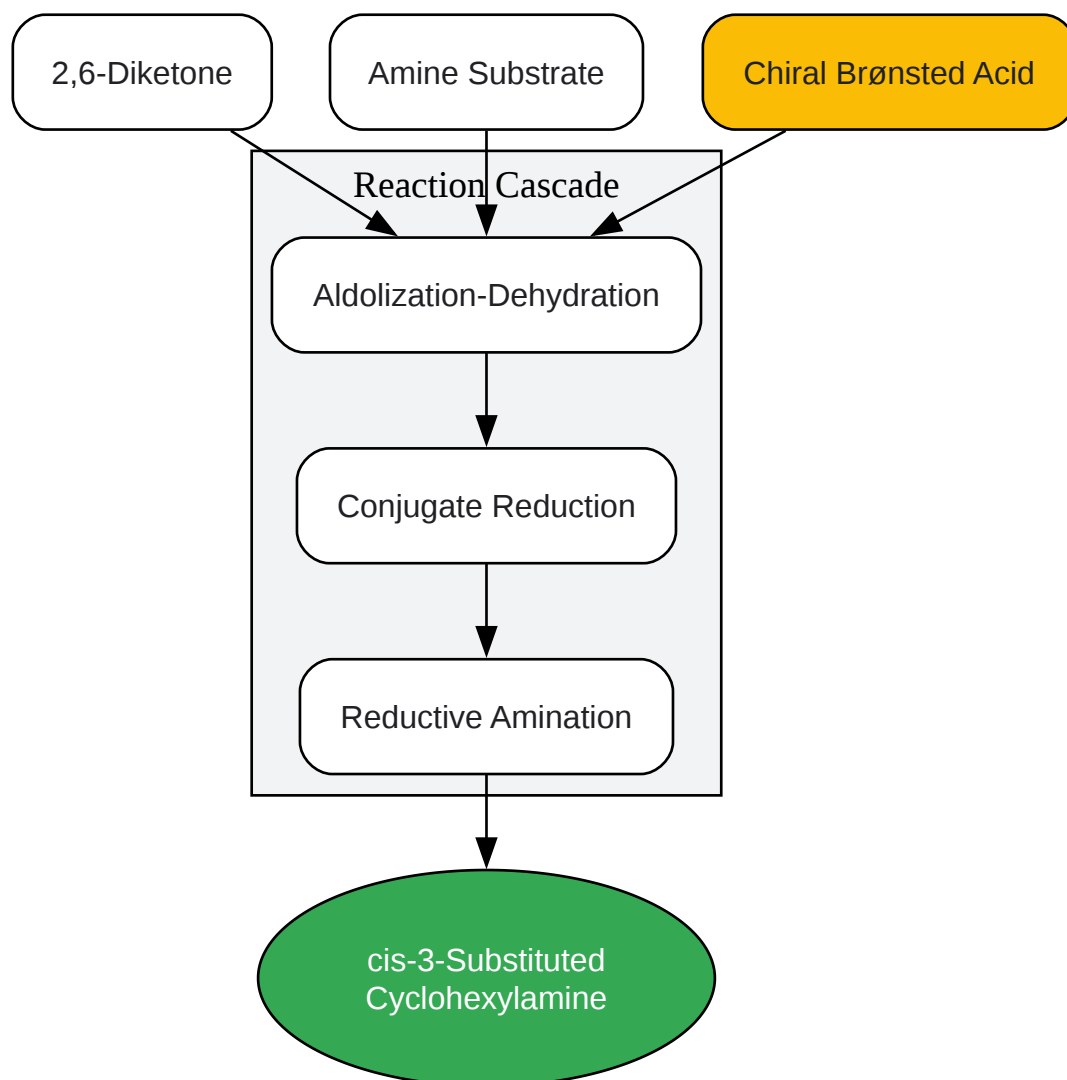 2,6-Diketone
Amine Substrate
Chiral Brønsted Acid
Reaction Cascade
Aldolization-Dehydration
Conjugate Reduction
Reductive Amination
cis-3-Substituted
Cyclohexylamine